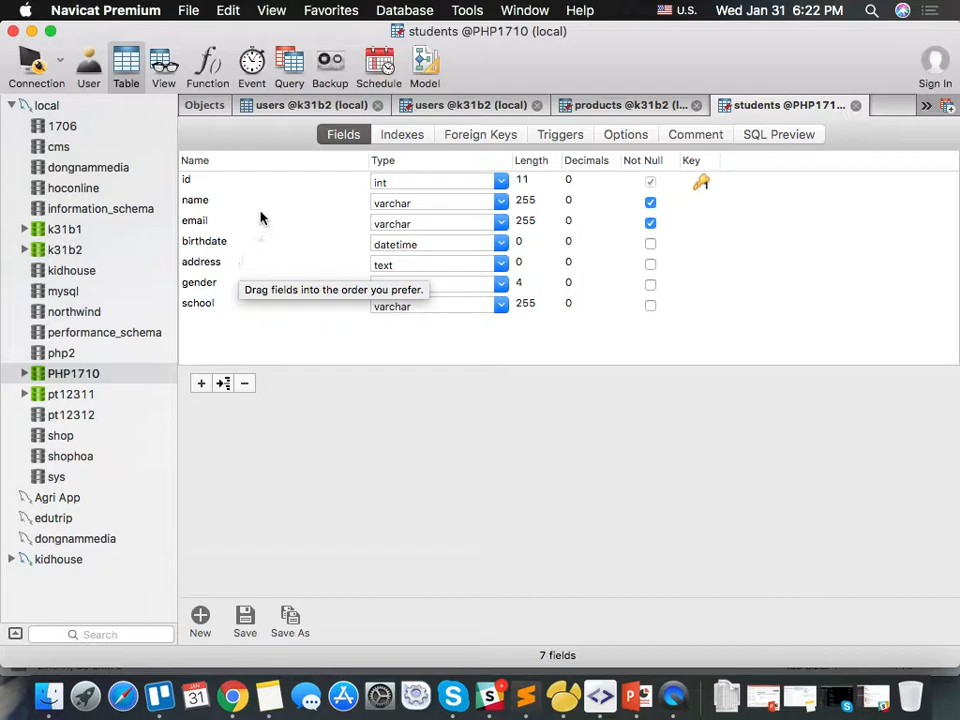 Navicat Premium File Edit View Favorites Database Tools Window Help U.S. Wed Jan 31 6:22 PM
students @PHP1710 (local)
Connection User Table View Function Event Query Backup Schedule Model Sign In
Objects users @k31b2 (local) users @k31b2 (local) products @k31b2 (l... students @PHP171... »
Fields Indexes Foreign Keys Triggers Options Comment SQL Preview
Name Type Length Decimals Not Null Key
id int 11 0
name varchar 255 0
email varchar 255 0
birthdate datetime 0 0
address text 0 0
gender 4 0
school varchar 255 0
Drag fields into the order you prefer.
local
1706
cms
dongnammedia
hoconline
information_schema
k31b1
k31b2
kidhouse
mysql
northwind
performance_schema
php2
PHP1710
pt12311
pt12312
shop
shophoa
sys
Agri App
edutrip
dongnammedia
kidhouse
Search
New Save Save As
7 fields